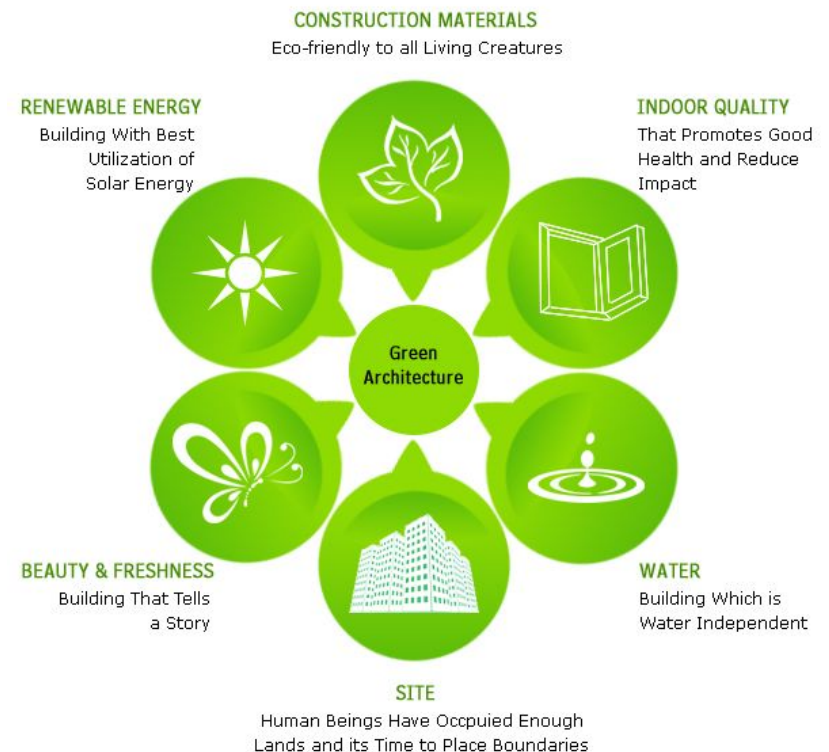 CONSTRUCTION MATERIALS
Eco-friendly to all Living Creatures
RENEWABLE ENERGY
Building With Best
Utilization of
Solar Energy
INDOOR QUALITY
That Promotes Good
Health and Reduce
Impact
Green
Architecture
BEAUTY & FRESHNESS
Building That Tells
a Story
WATER
Building Which is
Water Independent
SITE
Human Beings Have Occpuied Enough
Lands and its Time to Place Boundaries